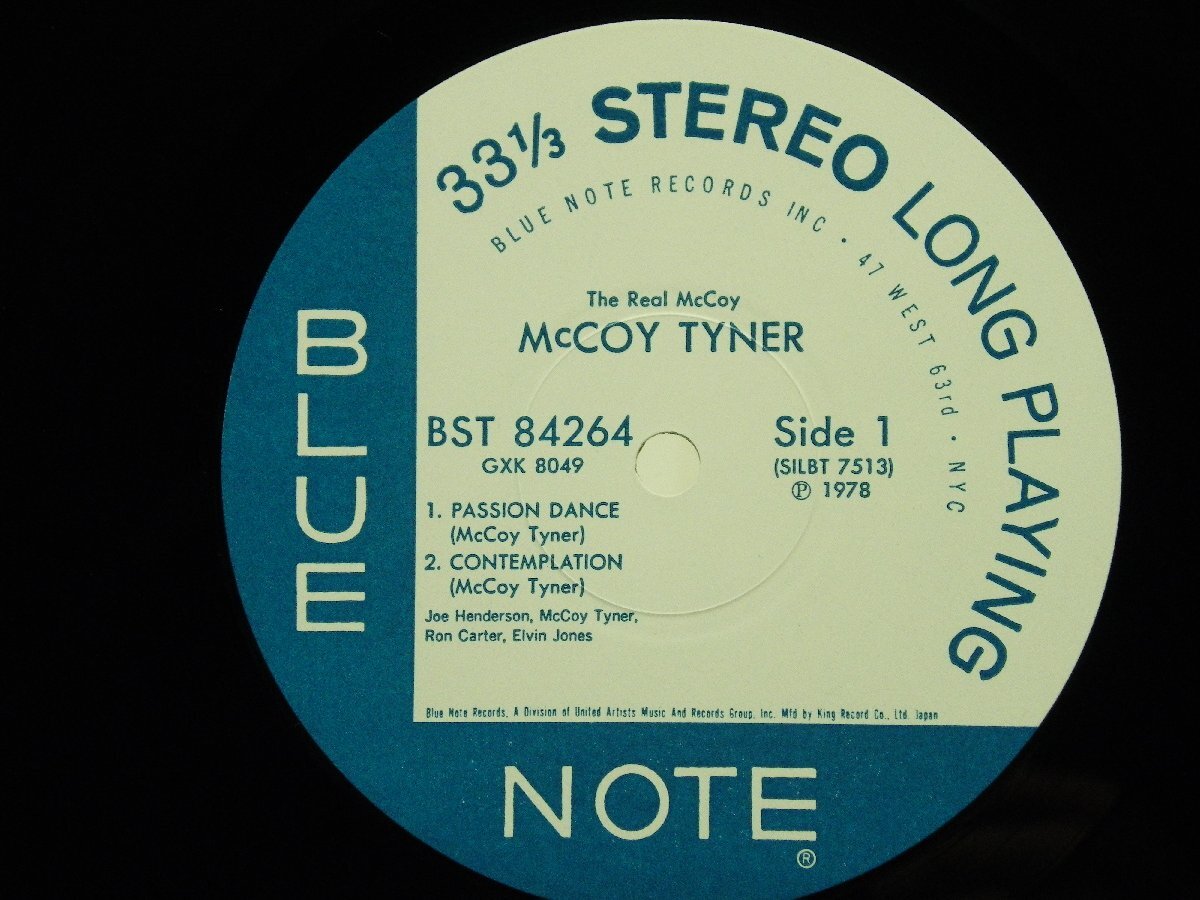 33⅓ STEREO LONG PLAYING
BLUE NOTE RECORDS INC • 47 WEST 63rd • NYC
The Real McCoy
McCOY TYNER
BST 84264
GXK 8049
Side 1
(SILBT 7513)
Ⓟ 1978
1. PASSION DANCE
(McCoy Tyner)
2. CONTEMPLATION
(McCoy Tyner)
Joe Henderson, McCoy Tyner,
Ron Carter, Elvin Jones
Blue Note Records, A Division of United Artists Music And Records Group, Inc. Mfd by King Record Co., Ltd. Japan
BLUE
NOTE
®